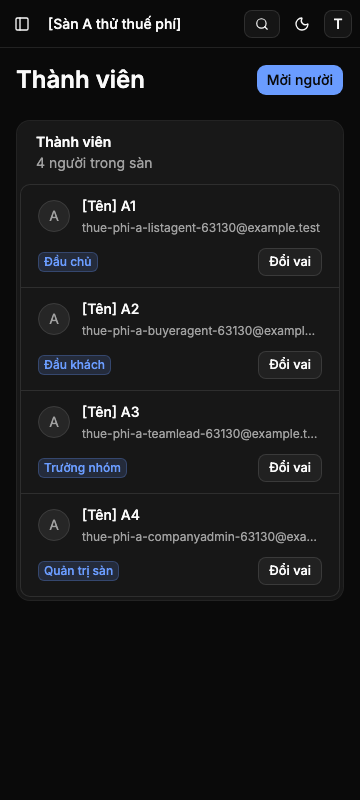 [Sàn A thử thuế phí]
T
Thành viên
Mời người
Thành viên
4 người trong sàn
A
[Tên] A1
thue-phi-a-listagent-63130@example.test
Đầu chủ
Đổi vai
A
[Tên] A2
thue-phi-a-buyeragent-63130@exampl...
Đầu khách
Đổi vai
A
[Tên] A3
thue-phi-a-teamlead-63130@example.t...
Trưởng nhóm
Đổi vai
A
[Tên] A4
thue-phi-a-companyadmin-63130@exa...
Quản trị sàn
Đổi vai